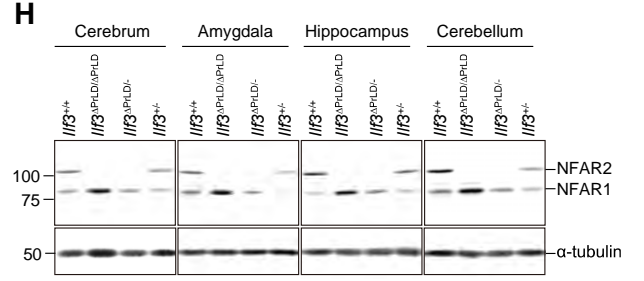 H
Cerebrum Amygdala Hippocampus Cerebellum
Ilf3+/+ Ilf3ΔPrLD/ΔPrLD Ilf3ΔPrLD/- Ilf3+/- Ilf3+/+ Ilf3ΔPrLD/ΔPrLD Ilf3ΔPrLD/- Ilf3+/- Ilf3+/+ Ilf3ΔPrLD/ΔPrLD Ilf3ΔPrLD/- Ilf3+/- Ilf3+/+ Ilf3ΔPrLD/ΔPrLD Ilf3ΔPrLD/- Ilf3+/-
100 NFAR2
75 NFAR1
50 α-tubulin